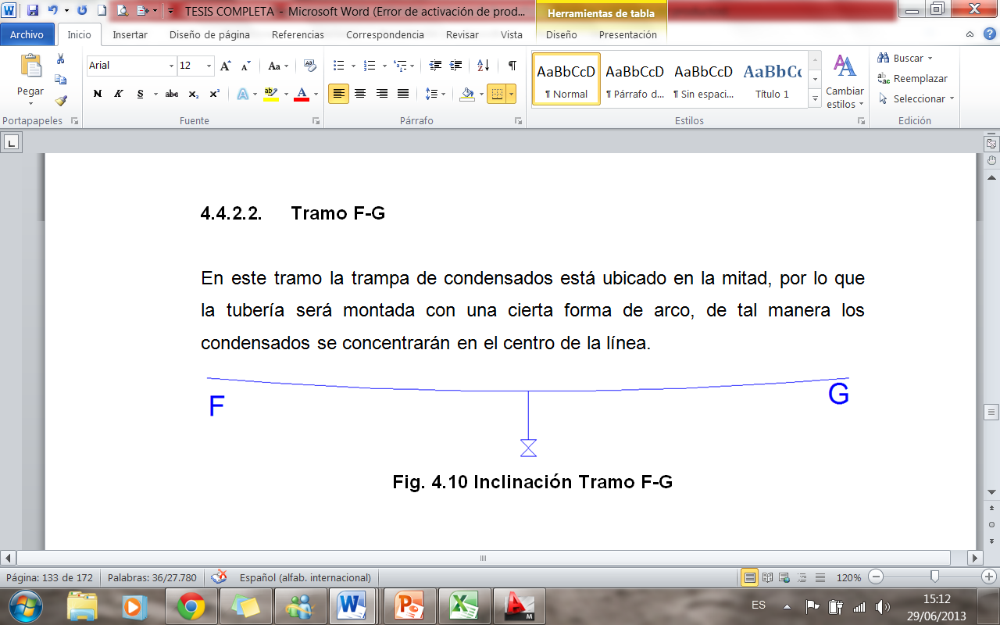 TESIS COMPLETA - Microsoft Word (Error de activación de prod...
Herramientas de tabla
Archivo
Inicio
Insertar
Diseño de página
Referencias
Correspondencia
Revisar
Vista
Diseño
Presentación
Pegar
Portapapeles
Arial
12
Aa
N K S abc x₂ x²
Fuente
Párrafo
AaBbCcD
AaBbCcD
AaBbCcD
AaBbCc
¶ Normal
¶ Párrafo d...
¶ Sin espaci...
Título 1
Estilos
Cambiar
estilos
Buscar
Reemplazar
Seleccionar
Edición
4.4.2.2. Tramo F-G
En este tramo la trampa de condensados está ubicado en la mitad, por lo que
la tubería será montada con una cierta forma de arco, de tal manera los
condensados se concentrarán en el centro de la línea.
F
G
Fig. 4.10 Inclinación Tramo F-G
Página: 133 de 172
Palabras: 36/27.780
Español (alfab. internacional)
120%
ES
15:12
29/06/2013